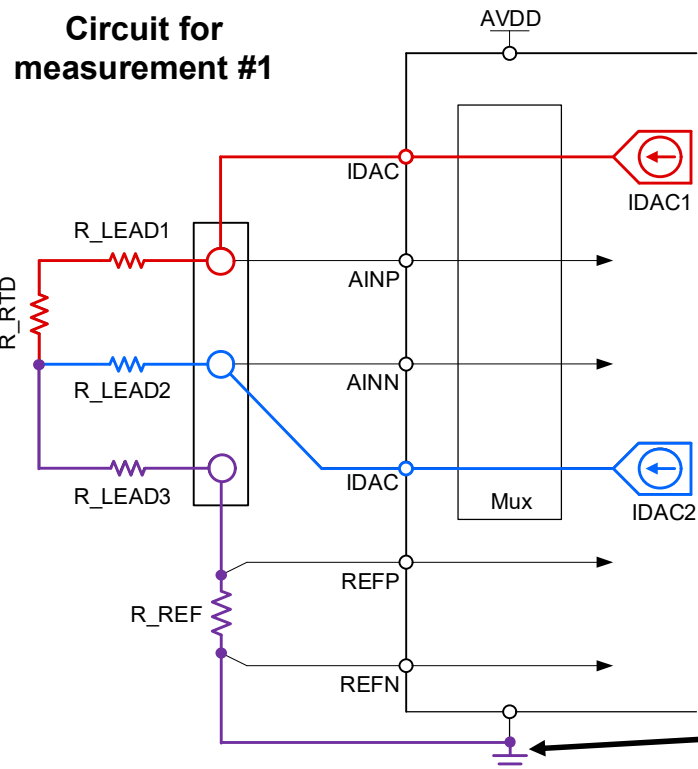 Circuit for
measurement #1
AVDD
IDAC
IDAC1
R_LEAD1
AINP
R_RTD
AINN
R_LEAD2
IDAC
R_LEAD3
Mux
IDAC2
REFP
R_REF
REFN